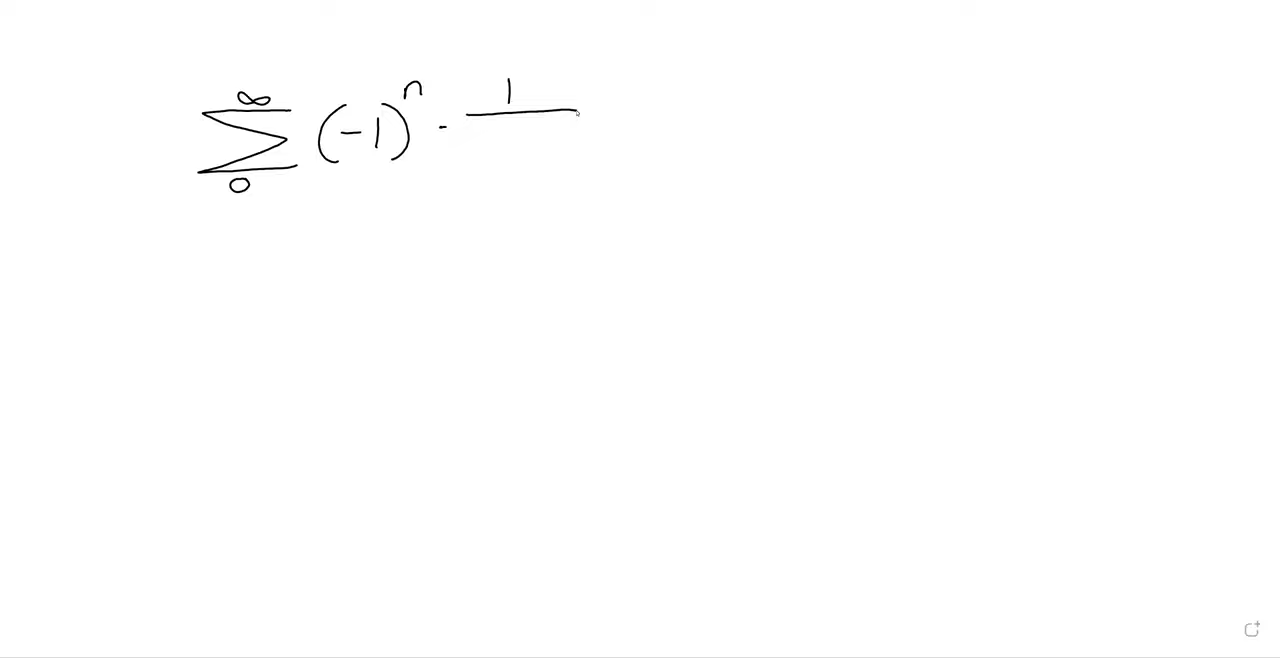 ∞ Σ 0 (-1)^n · 1/